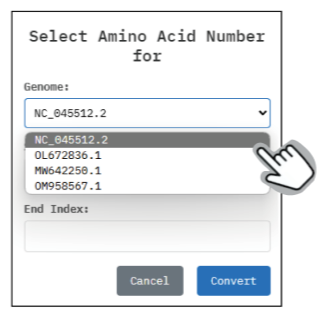 Select Amino Acid Number
for
Genome:
NC_045512.2
NC_045512.2
OL672836.1
MW642250.1
OM958567.1
End Index:
Cancel
Convert